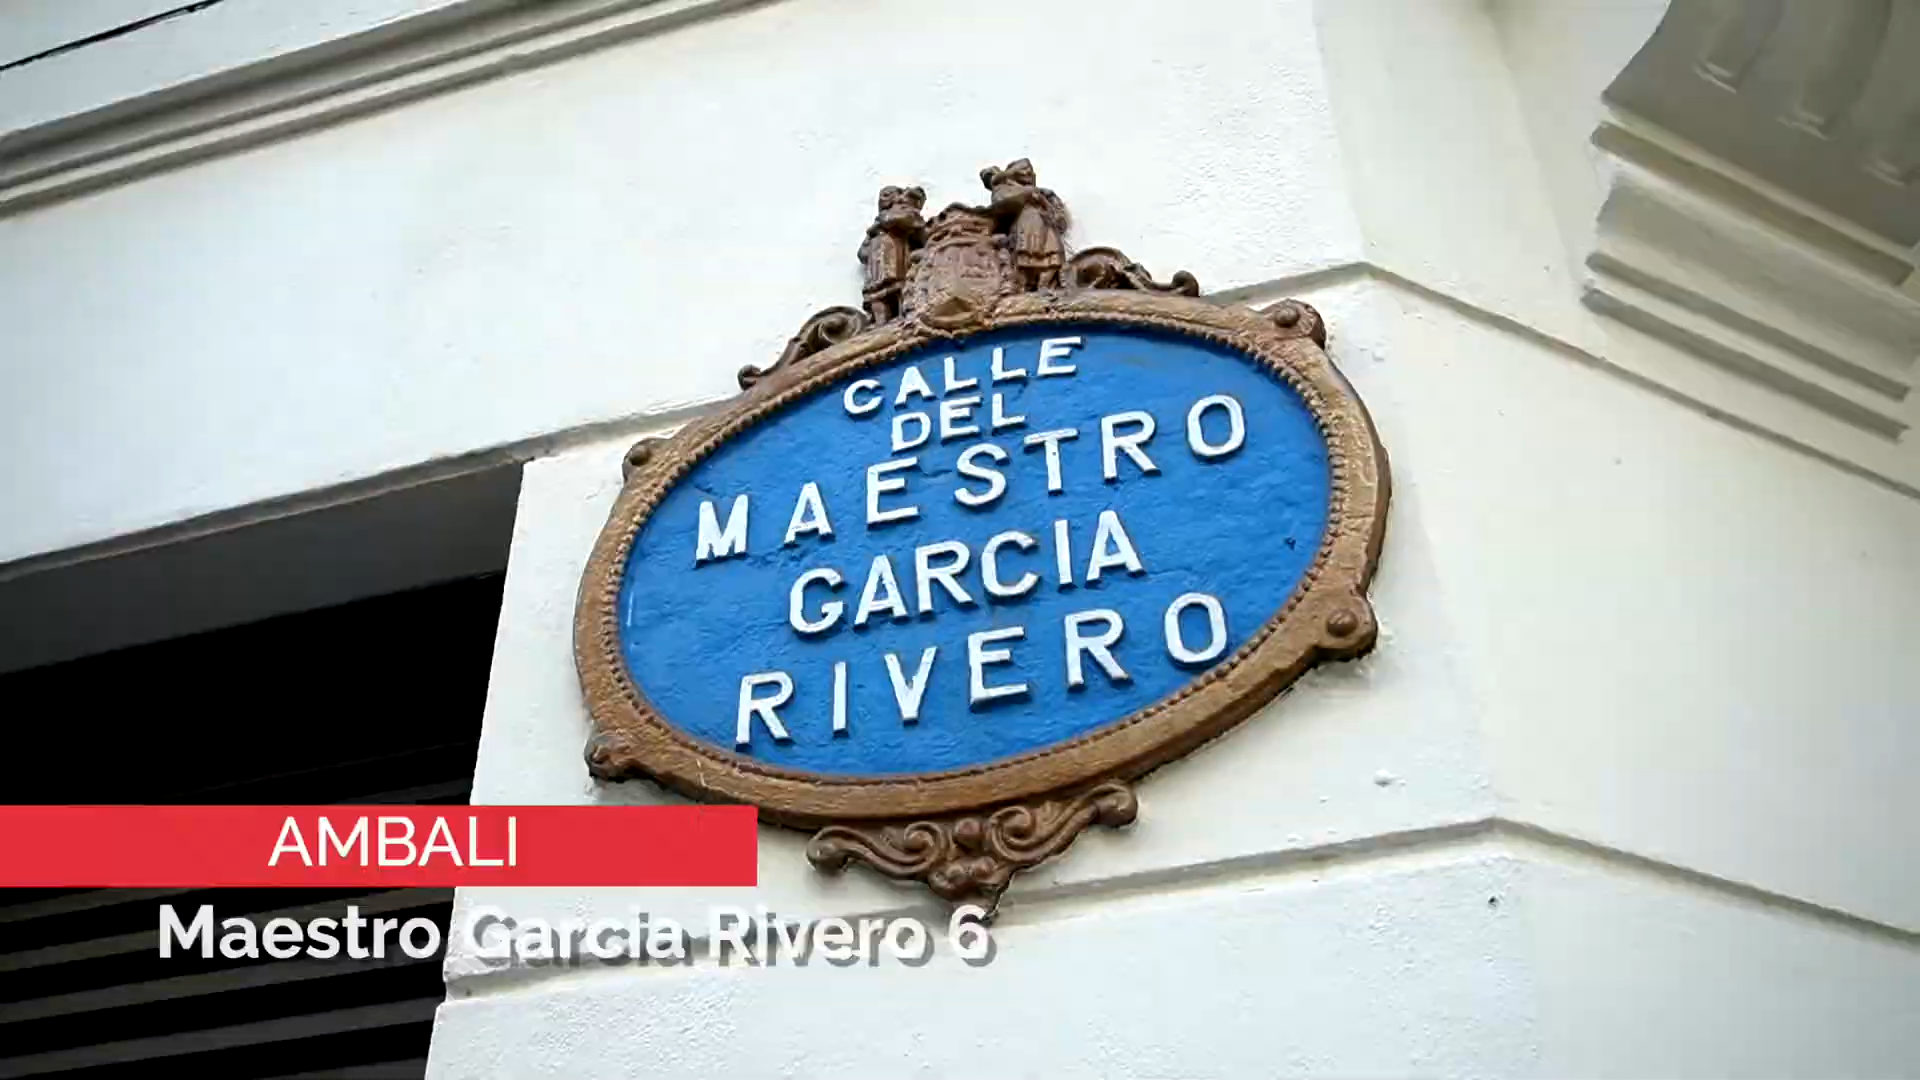 CALLE
DEL
MAESTRO
GARCIA
RIVERO
AMBALI
Maestro Garcia Rivero 6